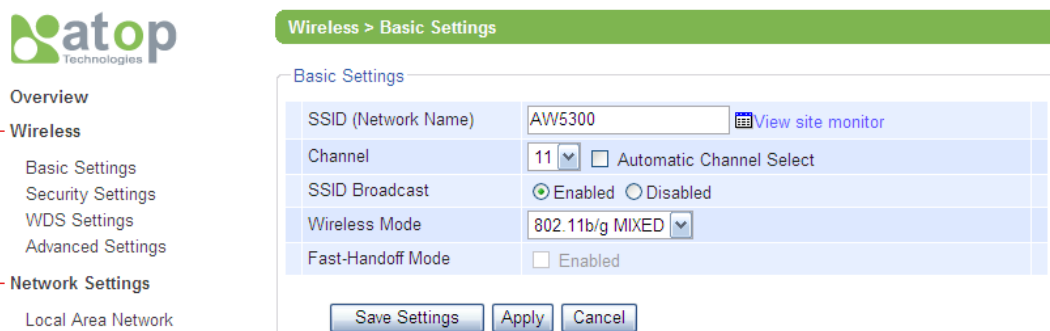 atop
Technologies
Overview
Wireless
Basic Settings
Security Settings
WDS Settings
Advanced Settings
Network Settings
Local Area Network
Wireless > Basic Settings
Basic Settings
SSID (Network Name) AW5300 View site monitor
Channel 11 Automatic Channel Select
SSID Broadcast Enabled Disabled
Wireless Mode 802.11b/g MIXED
Fast-Handoff Mode Enabled
Save Settings Apply Cancel